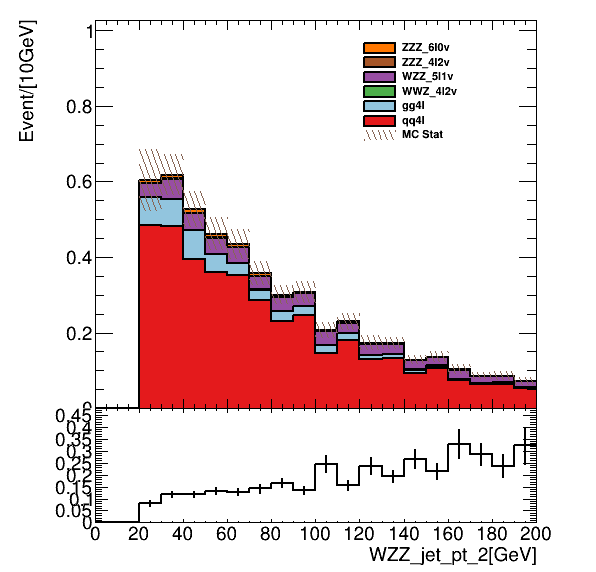 Event/[10GeV]
1
0.8
0.6
0.4
0.2
0
ZZZ_6l0v
ZZZ_4l2v
WZZ_5l1v
WWZ_4l2v
gg4l
qq4l
MC Stat
0.45
0.4
0.35
0.3
0.25
0.2
0.15
0.1
0.05
0
0 20 40 60 80 100 120 140 160 180 200
WZZ_jet_pt_2[GeV]